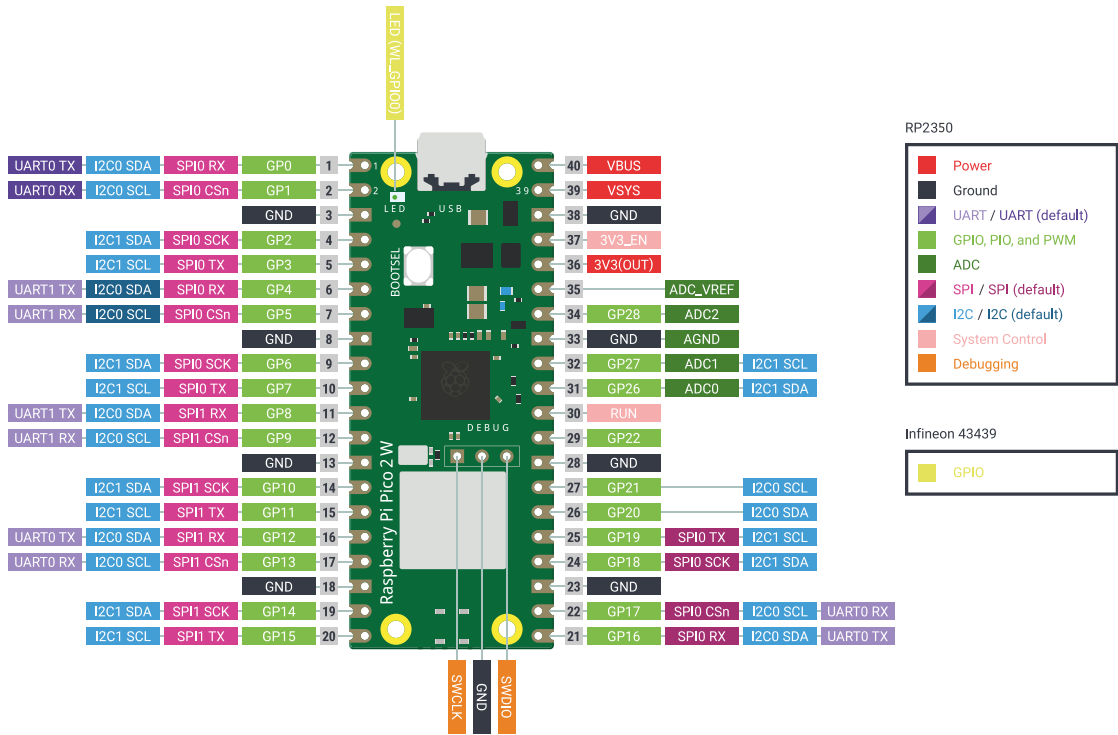 LED (WL_GPIO0)
UART0 TX I2C0 SDA SPI0 RX GP0 1 1 40 VBUS
UART0 RX I2C0 SCL SPI0 CSn GP1 2 2 39 39 VSYS
LED USB
GND 3 38 GND
I2C1 SDA SPI0 SCK GP2 4 37 3V3_EN
I2C1 SCL SPI0 TX GP3 5 36 3V3(OUT)
BOOTSEL
UART1 TX I2C0 SDA SPI0 RX GP4 6 35 ADC_VREF
UART1 RX I2C0 SCL SPI0 CSn GP5 7 34 GP28 ADC2
GND 8 33 GND AGND
I2C1 SDA SPI0 SCK GP6 9 32 GP27 ADC1 I2C1 SCL
I2C1 SCL SPI0 TX GP7 10 31 GP26 ADC0 I2C1 SDA
UART1 TX I2C0 SDA SPI1 RX GP8 11 30 RUN
DEBUG
UART1 RX I2C0 SCL SPI1 CSn GP9 12 29 GP22
GND 13 28 GND
I2C1 SDA SPI1 SCK GP10 14 27 GP21 I2C0 SCL
I2C1 SCL SPI1 TX GP11 15 26 GP20 I2C0 SDA
Raspberry Pi Pico 2 W
UART0 TX I2C0 SDA SPI1 RX GP12 16 25 GP19 SPI0 TX I2C1 SCL
UART0 RX I2C0 SCL SPI1 CSn GP13 17 24 GP18 SPI0 SCK I2C1 SDA
GND 18 23 GND
I2C1 SDA SPI1 SCK GP14 19 22 GP17 SPI0 CSn I2C0 SCL UART0 RX
I2C1 SCL SPI1 TX GP15 20 21 GP16 SPI0 RX I2C0 SDA UART0 TX
SWCLK
GND
SWDIO
RP2350
Power
Ground
UART / UART (default)
GPIO, PIO, and PWM
ADC
SPI / SPI (default)
I2C / I2C (default)
System Control
Debugging
Infineon 43439
GPIO